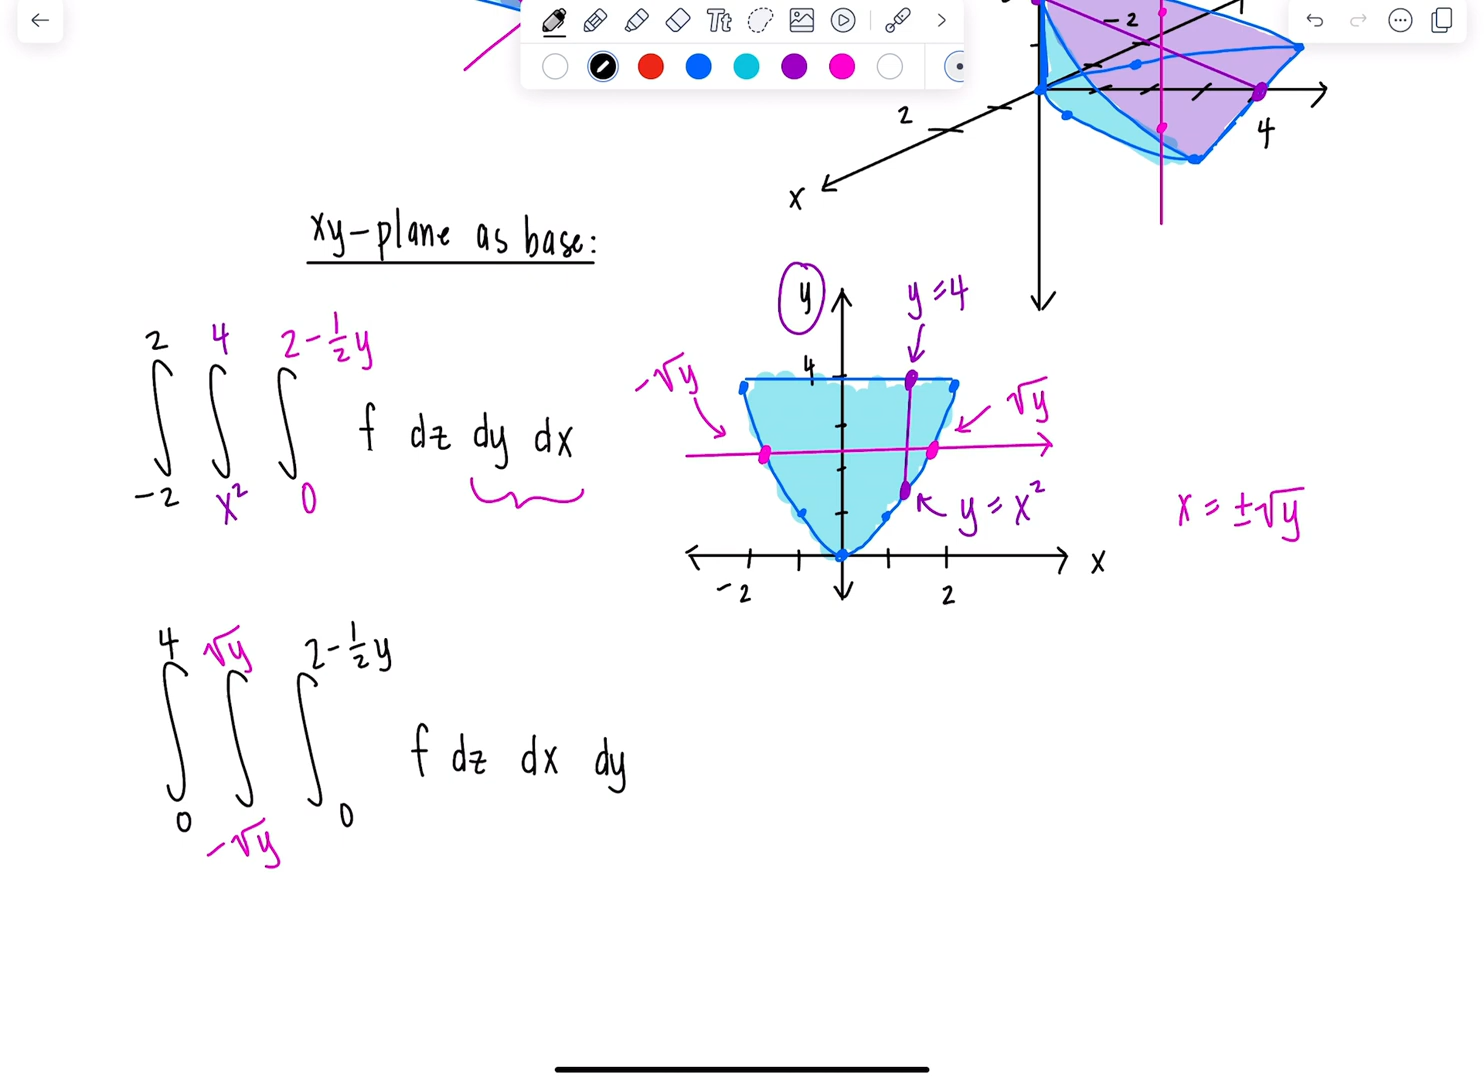 Tt
-2
2
4
x
xy-plane as base:
y
y = 4
∫_{-2}^{2} ∫_{x²}^{4} ∫_{0}^{2-½y} f dz dy dx
4
-√y
√y
y = x²
x = ±√y
x
-2
2
∫_{0}^{4} ∫_{-√y}^{√y} ∫_{0}^{2-½y} f dz dx dy